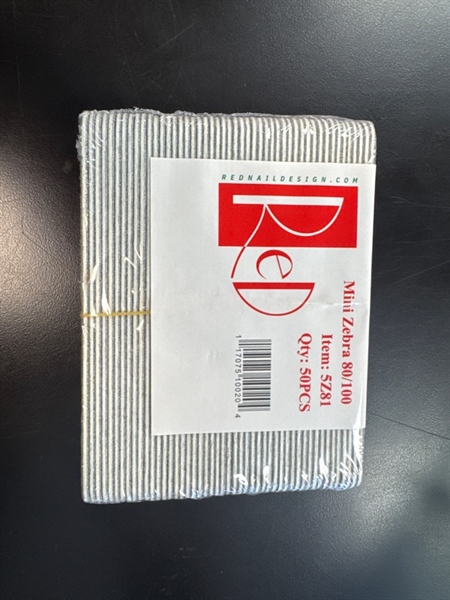 REDNAILDESIGN.COM
ReD
Mini Zebra 80/100
Item: 5Z81
Qty: 50PCS
1 17075 10020 4